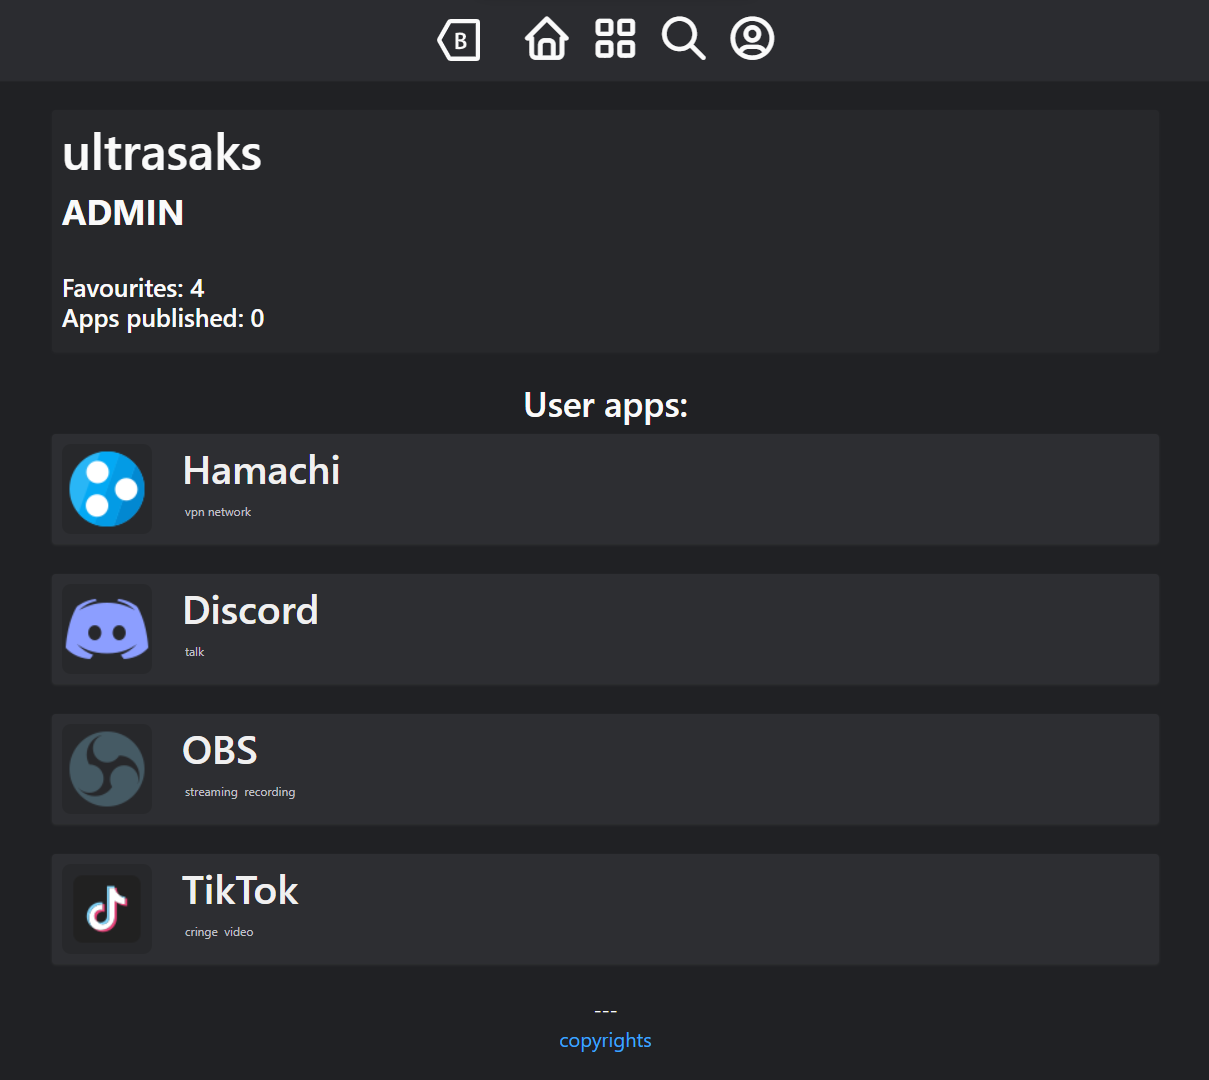 B
ultrasaks
ADMIN
Favourites: 4
Apps published: 0
User apps:
Hamachi
vpn network
Discord
talk
OBS
streaming recording
TikTok
cringe video
---
copyrights